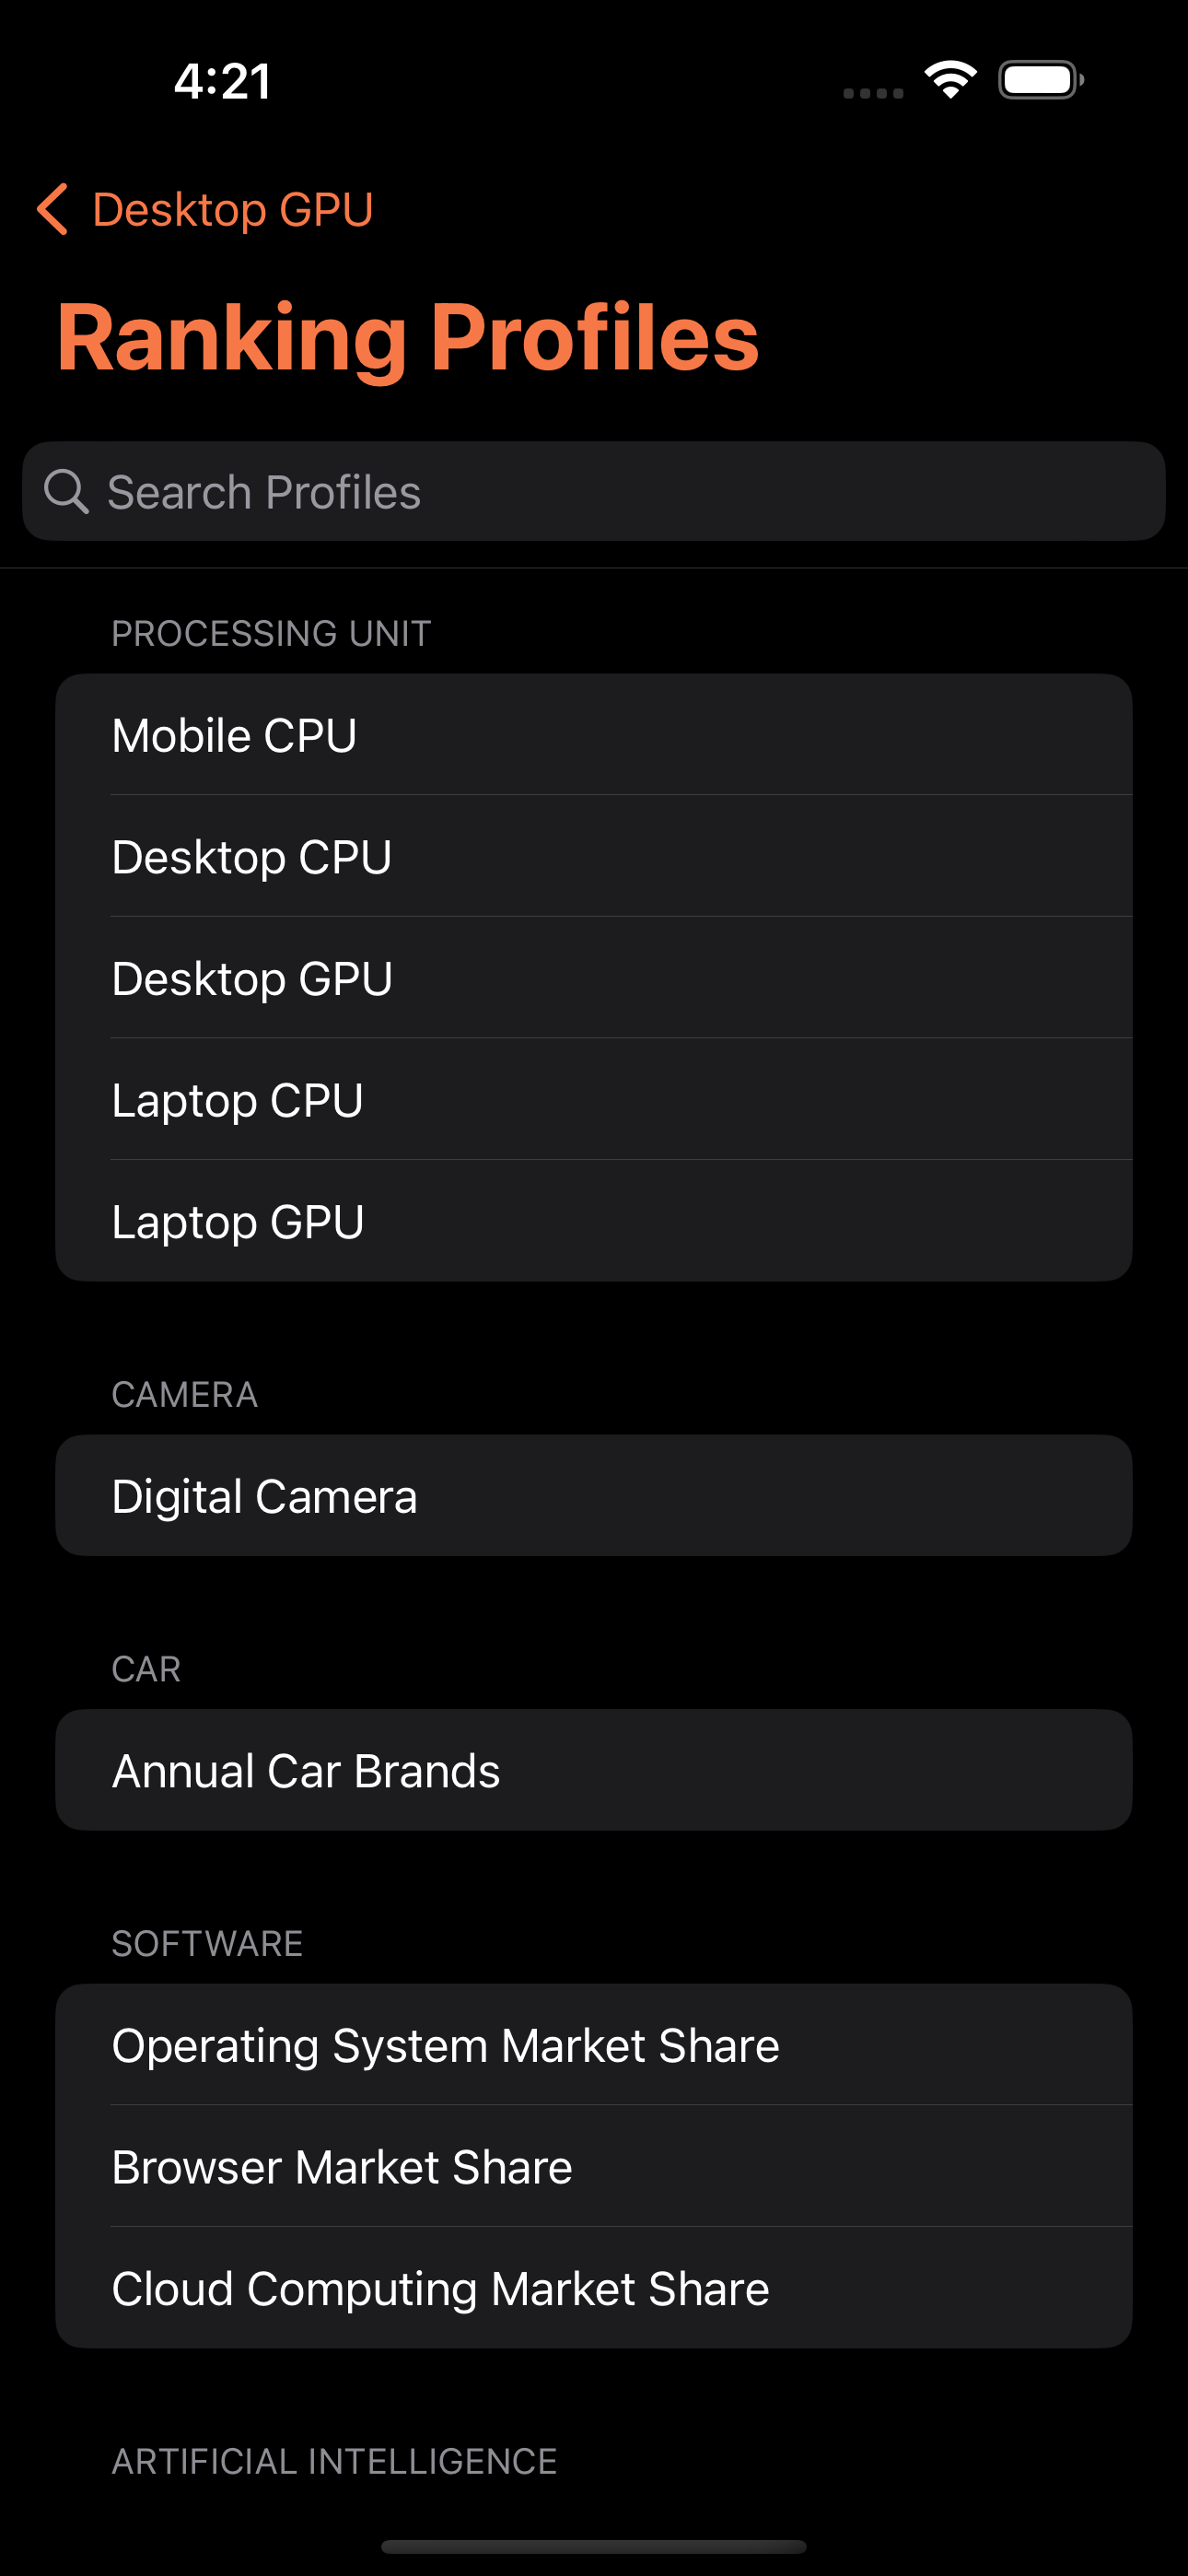 4:21
Desktop GPU
Ranking Profiles
Search Profiles
PROCESSING UNIT
Mobile CPU
Desktop CPU
Desktop GPU
Laptop CPU
Laptop GPU
CAMERA
Digital Camera
CAR
Annual Car Brands
SOFTWARE
Operating System Market Share
Browser Market Share
Cloud Computing Market Share
ARTIFICIAL INTELLIGENCE